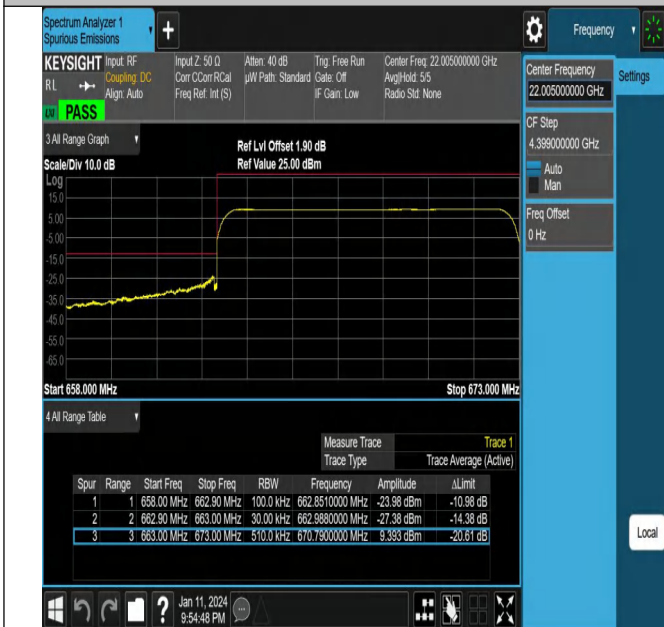 Spectrum Analyzer 1
Spurious Emissions
Frequency
KEYSIGHT
RL
PASS
Input: RF
Coupling: DC
Align: Auto
Input Z: 50 Ω
Corr CCorr RCal
Freq Ref: Int (S)
Atten: 40 dB
µW Path: Standard
Trig: Free Run
Gate: Off
IF Gain: Low
Center Freq: 22.005000000 GHz
Avg|Hold: 5/5
Radio Std: None
Center Frequency
22.005000000 GHz
Settings
CF Step
4.399000000 GHz
Auto
Man
Freq Offset
0 Hz
3 All Range Graph
Scale/Div 10.0 dB
Ref Lvl Offset 1.90 dB
Ref Value 25.00 dBm
Log
15.0
5.00
-5.00
-15.0
-25.0
-35.0
-45.0
-55.0
-65.0
Start 658.000 MHz
Stop 673.000 MHz
4 All Range Table
Measure Trace Trace 1
Trace Type Trace Average (Active)
Spur Range Start Freq Stop Freq RBW Frequency Amplitude ΔLimit
1 1 658.00 MHz 662.90 MHz 100.0 kHz 662.8510000 MHz -23.98 dBm -10.98 dB
2 2 662.90 MHz 663.00 MHz 30.00 kHz 662.9880000 MHz -27.38 dBm -14.38 dB
3 3 663.00 MHz 673.00 MHz 510.0 kHz 670.7900000 MHz 9.393 dBm -20.61 dB
Local
Jan 11, 2024
9:54:48 PM